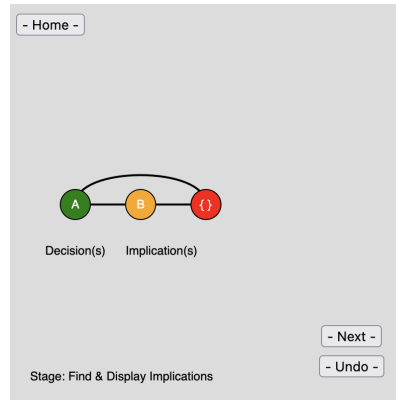 - Home -
A B {}
Decision(s) Implication(s)
- Next -
- Undo -
Stage: Find & Display Implications